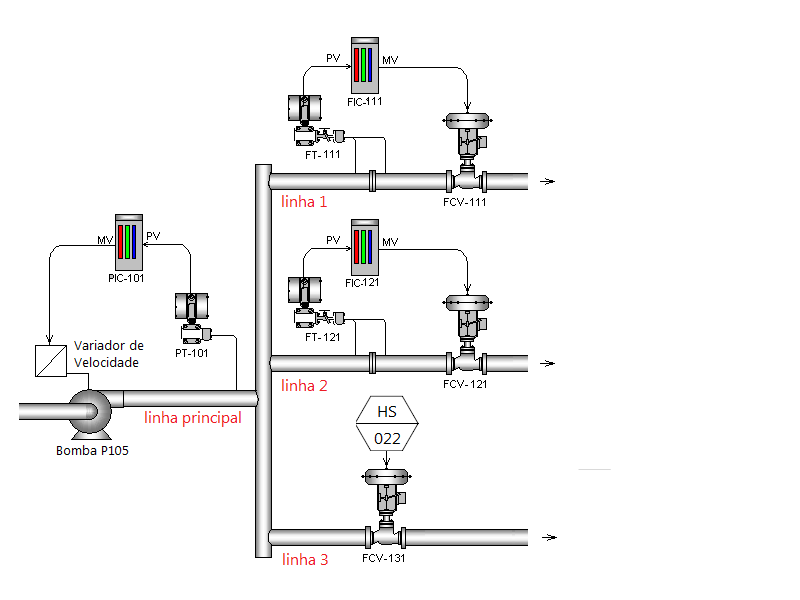 PV
MV
FIC-111
FT-111
FCV-111
linha 1
MV
PV
PIC-101
PV
MV
FIC-121
FT-121
FCV-121
linha 2
PT-101
Variador de
Velocidade
linha principal
Bomba P105
HS
022
FCV-131
linha 3